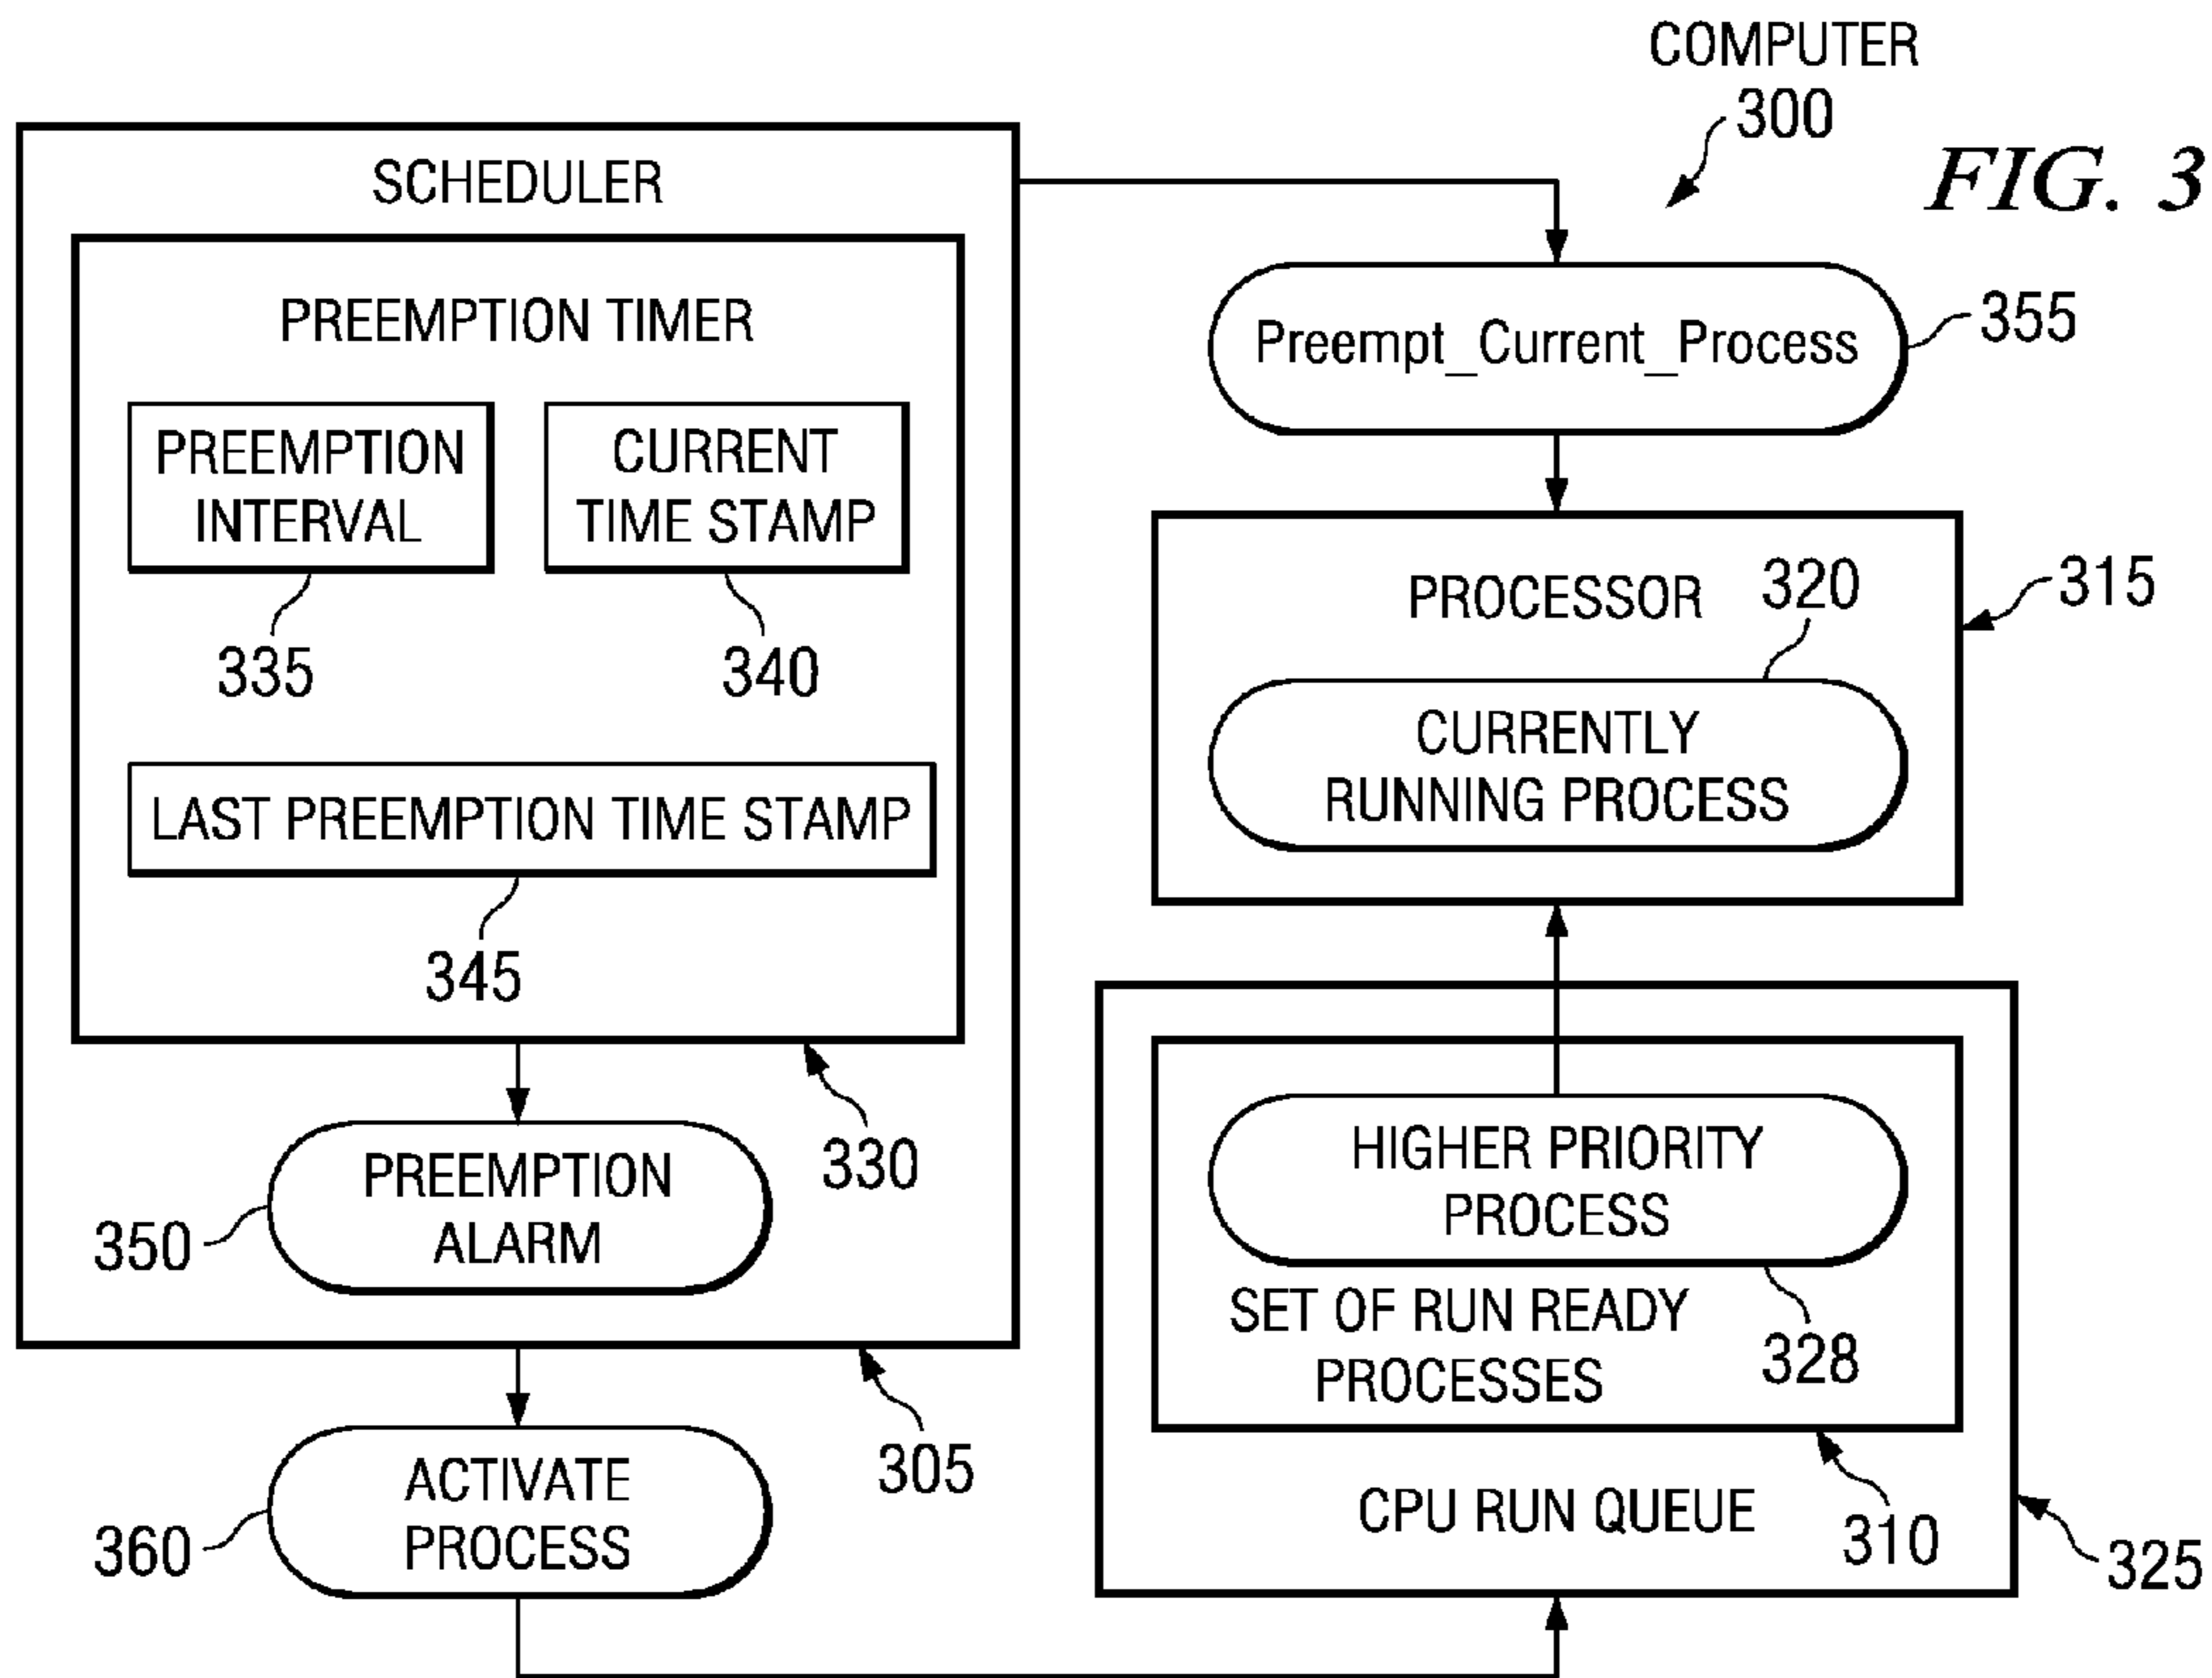 COMPUTER
300
FIG. 3
SCHEDULER
PREEMPTION TIMER
PREEMPTION
INTERVAL
335
CURRENT
TIME STAMP
340
LAST PREEMPTION TIME STAMP
345
330
PREEMPTION
ALARM
350
305
ACTIVATE
PROCESS
360
Preempt_Current_Process
355
PROCESSOR
320
315
CURRENTLY
RUNNING PROCESS
HIGHER PRIORITY
PROCESS
328
SET OF RUN READY
PROCESSES
310
CPU RUN QUEUE
325